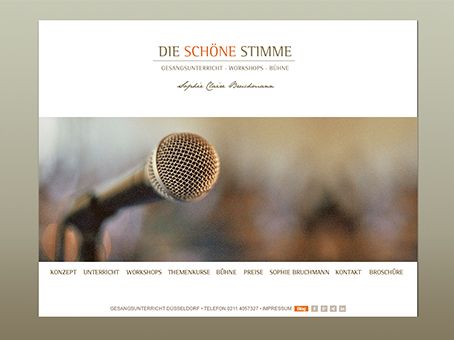 DIE SCHÖNE STIMME
GESANGSUNTERRICHT - WORKSHOPS - BÜHNE
Sophie Claire Bruchmann
KONZEPT UNTERRICHT WORKSHOPS THEMENKURSE BÜHNE PREISE SOPHIE BRUCHMANN KONTAKT BROSCHÜRE
GESANGSUNTERRICHT DÜSSELDORF • TELEFON 0211 4057327 • IMPRESSUM Blog